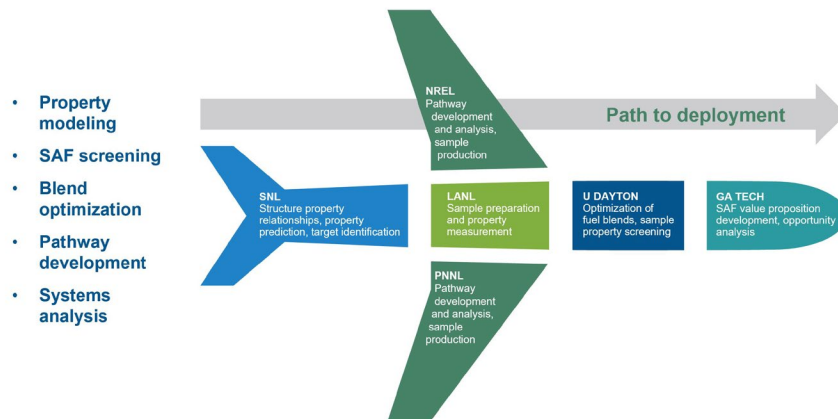 • Property
modeling
• SAF screening
• Blend
optimization
• Pathway
development
• Systems
analysis
NREL
Pathway
development
and analysis,
sample
production
Path to deployment
SNL
Structure property
relationships, property
prediction, target identification
LANL
Sample preparation
and property
measurement
U DAYTON
Optimization of
fuel blends, sample
property screening
GA TECH
SAF value proposition
development, opportunity
analysis
PNNL
Pathway
development
and analysis,
sample
production